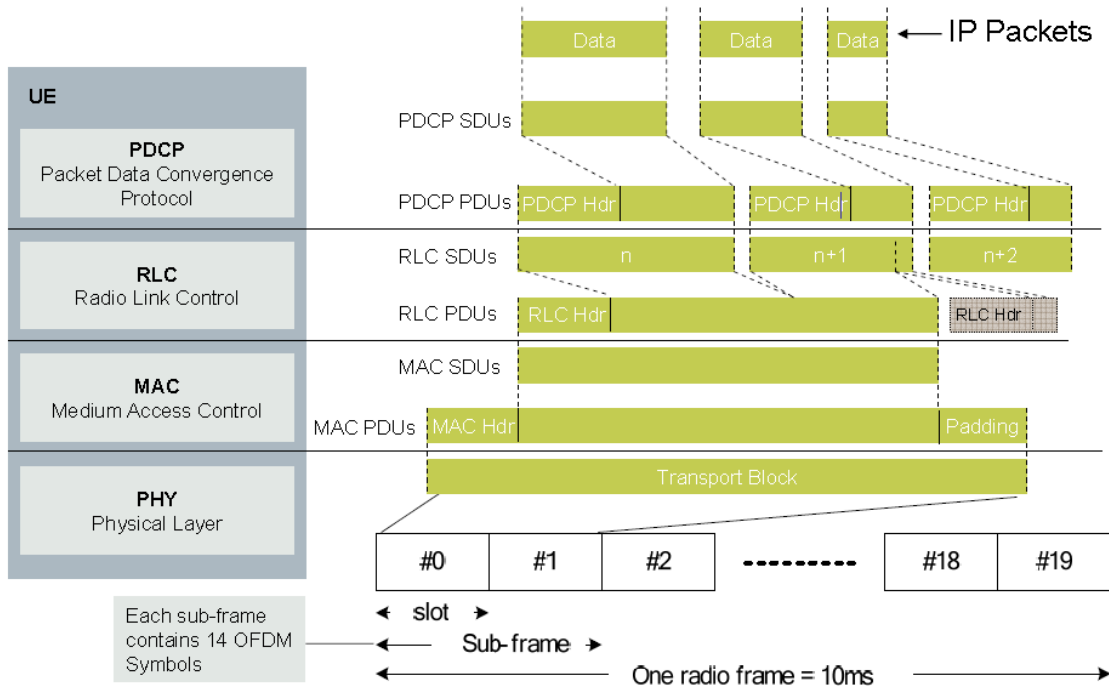 Data
Data
Data
IP Packets
UE
PDCP SDUs
PDCP
Packet Data Convergence
Protocol
PDCP PDUs
PDCP Hdr
PDCP Hdr
PDCP Hdr
RLC SDUs
n
n+1
n+2
RLC
Radio Link Control
RLC PDUs
RLC Hdr
RLC Hdr
MAC SDUs
MAC
Medium Access Control
MAC PDUs
MAC Hdr
Padding
Transport Block
PHY
Physical Layer
#0
#1
#2
#18
#19
slot
Each sub-frame
contains 14 OFDM
Symbols
Sub-frame
One radio frame = 10ms